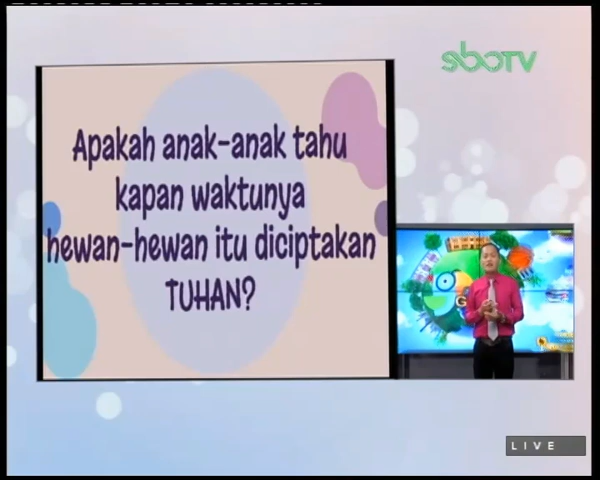 sboTV
Apakah anak-anak tahu
kapan waktunya
hewan-hewan itu diciptakan
TUHAN?
LIVE